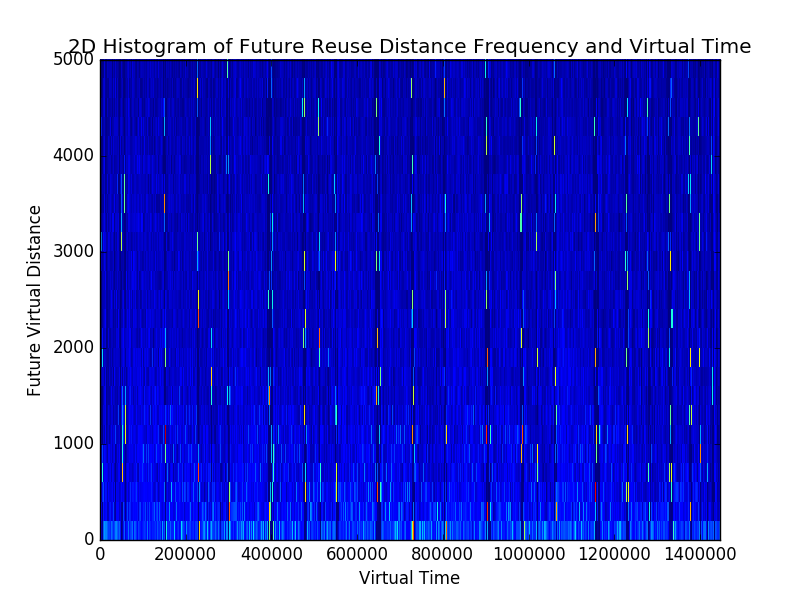 2D Histogram of Future Reuse Distance Frequency and Virtual Time
5000
4000
3000
2000
1000
0
Future Virtual Distance
0 200000 400000 600000 800000 1000000 1200000 1400000
Virtual Time